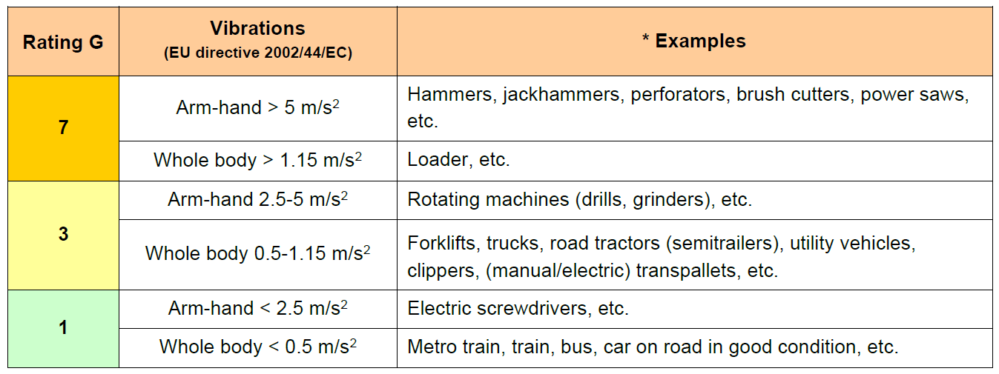 Rating G
Vibrations
(EU directive 2002/44/EC)
* Examples
7
Arm-hand > 5 m/s²
Hammers, jackhammers, perforators, brush cutters, power saws,
etc.
Whole body > 1.15 m/s²
Loader, etc.
3
Arm-hand 2.5-5 m/s²
Rotating machines (drills, grinders), etc.
Whole body 0.5-1.15 m/s²
Forklifts, trucks, road tractors (semitrailers), utility vehicles,
clippers, (manual/electric) transpallets, etc.
1
Arm-hand < 2.5 m/s²
Electric screwdrivers, etc.
Whole body < 0.5 m/s²
Metro train, train, bus, car on road in good condition, etc.